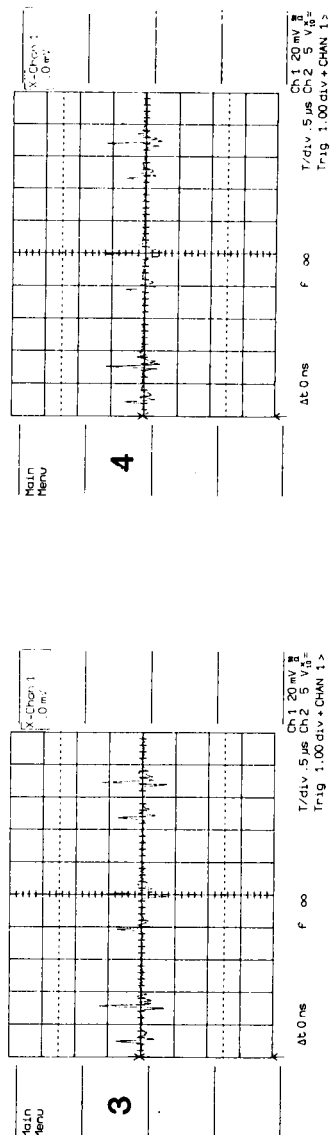 Main
Menu
3
X-Chan 1
.0 mV
Δt 0 ns
f ∞
T/div .5 µs
Ch 1 20 mV
Ch 2 5 V
Trig 1.00 div + CHAN 1 >
Main
Menu
4
X-Chan 1
.0 mV
Δt 0 ns
f ∞
T/div .5 µs
Ch 1 20 mV
Ch 2 5 V
Trig 1.00 div + CHAN 1 >